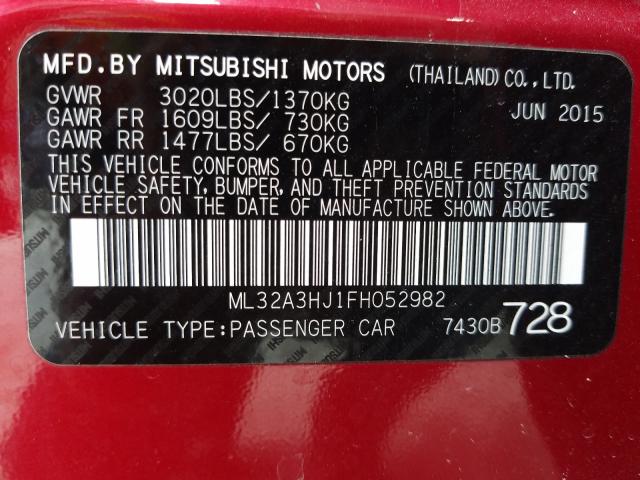 MFD.BY MITSUBISHI MOTORS (THAILAND)CO.,LTD.
GVWR 3020LBS/1370KG JUN 2015
GAWR FR 1609LBS/ 730KG
GAWR RR 1477LBS/ 670KG
THIS VEHICLE CONFORMS TO ALL APPLICABLE FEDERAL MOTOR
VEHICLE SAFETY, BUMPER, AND THEFT PREVENTION STANDARDS
IN EFFECT ON THE DATE OF MANUFACTURE SHOWN ABOVE.
ML32A3HJ1FH052982
VEHICLE TYPE:PASSENGER CAR 7430B 728